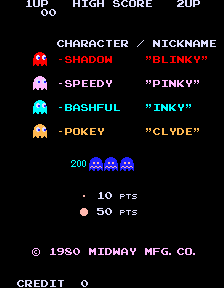 1UP HIGH SCORE 2UP
00
CHARACTER / NICKNAME
-SHADOW "BLINKY"
-SPEEDY "PINKY"
-BASHFUL "INKY"
-POKEY "CLYDE"
200
10 PTS
50 PTS
© 1980 MIDWAY MFG. CO.
CREDIT 0